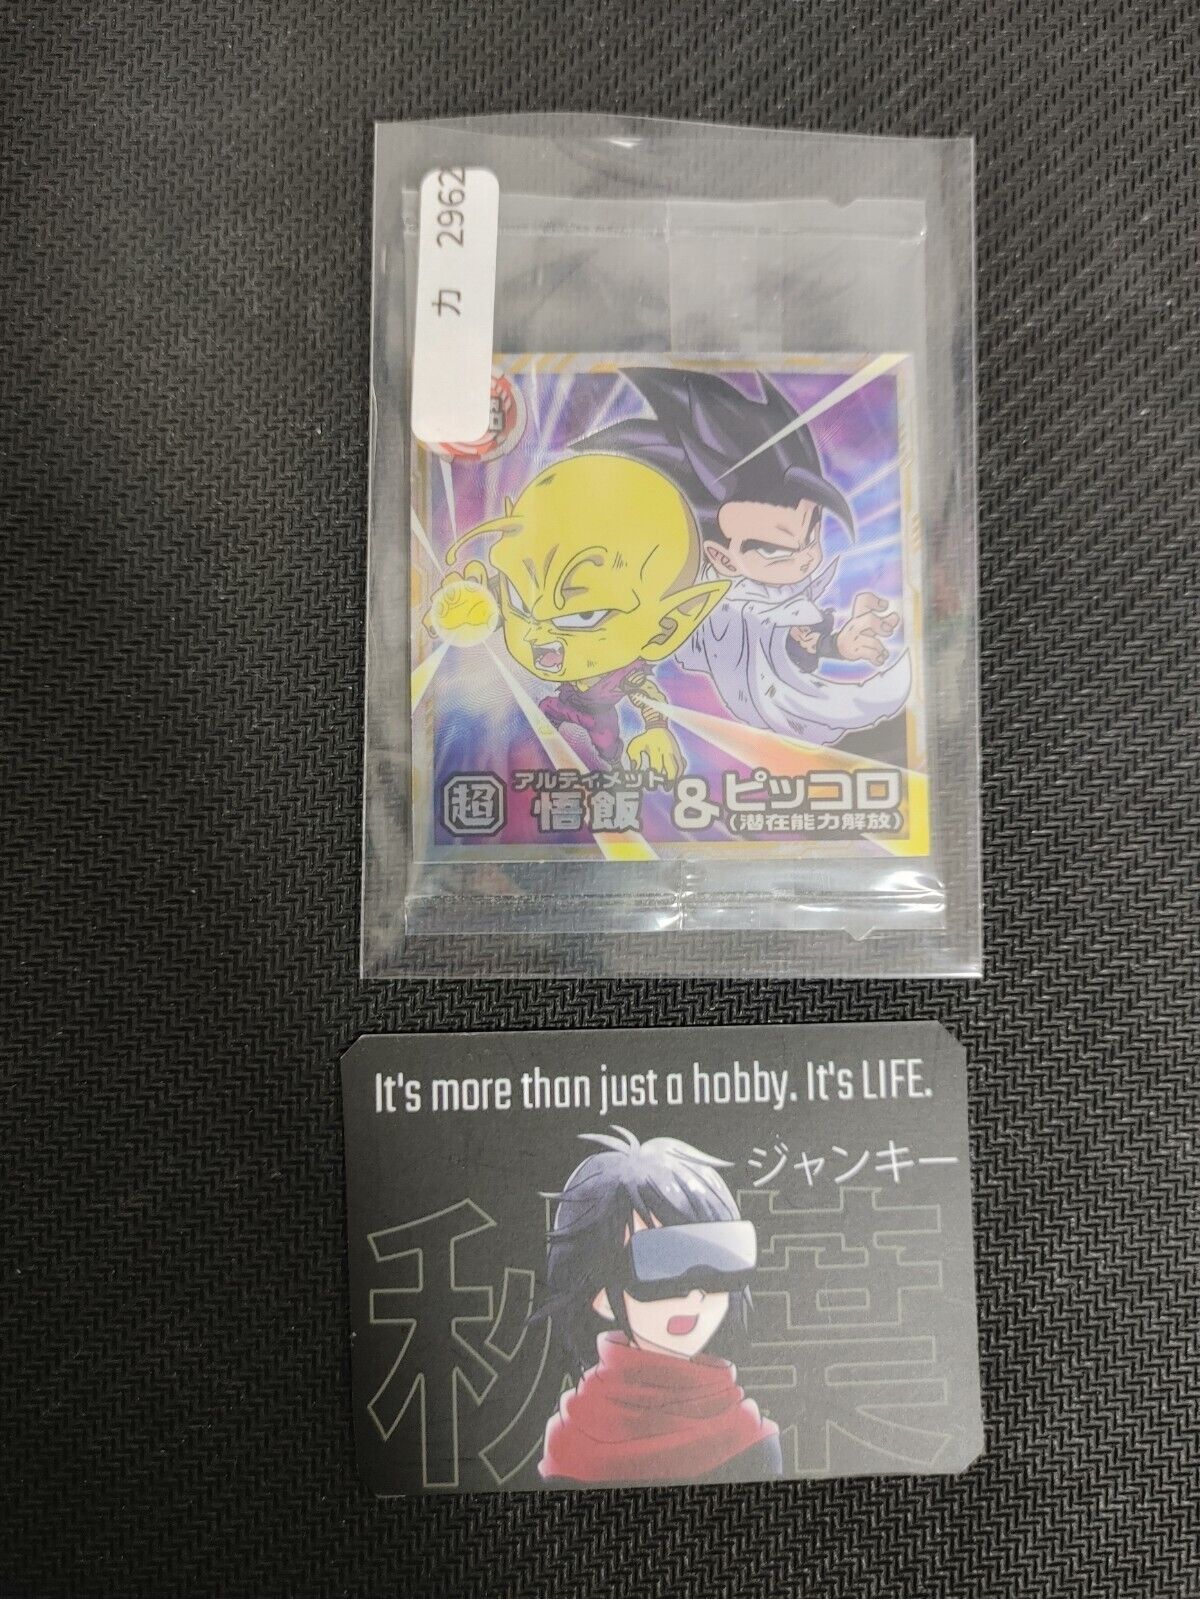 カ 2962
超
アルティメット
悟飯 & ピッコロ
(潜在能力解放)
It's more than just a hobby. It's LIFE.
ジャンキー
秋葉